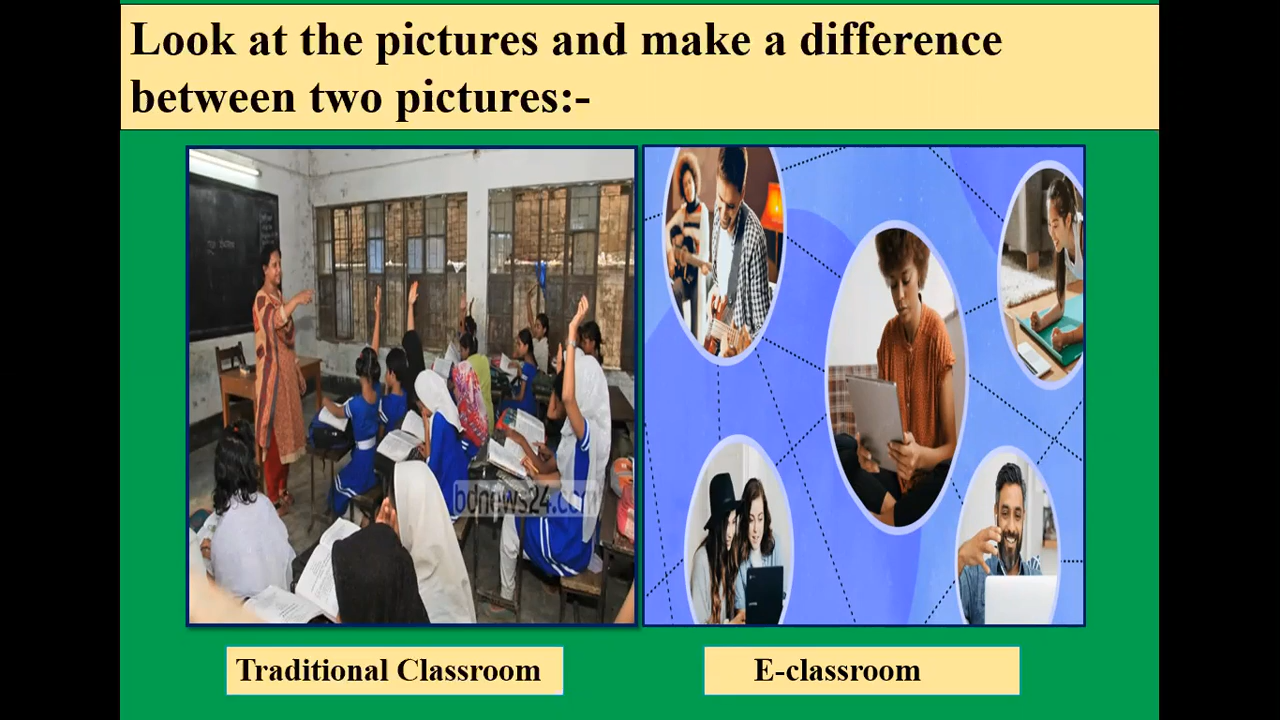 Look at the pictures and make a difference
between two pictures:-
bdnews24.com
Traditional Classroom
E-classroom